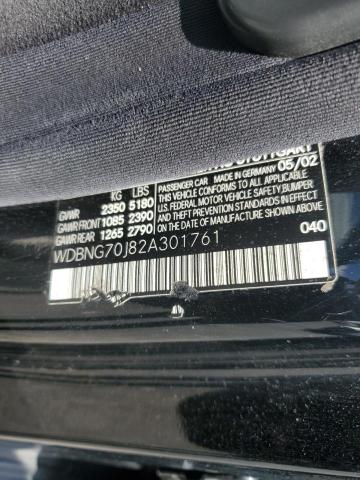 STUTTGART
MADE IN GERMANY 05/02
PASSENGER CAR
THIS VEHICLE CONFORMS TO ALL APPLICABLE
U.S. FEDERAL MOTOR VEHICLE SAFETY, BUMPER
AND THEFT PREVENTION STANDARDS IN EFFECT
ON THE DATE OF MANUFACTURE SHOWN ABOVE.
KG LBS
GVWR 2350 5180
GAWR FRONT 1085 2390
GAWR REAR 1265 2790
WDBNG70J82A301761
040